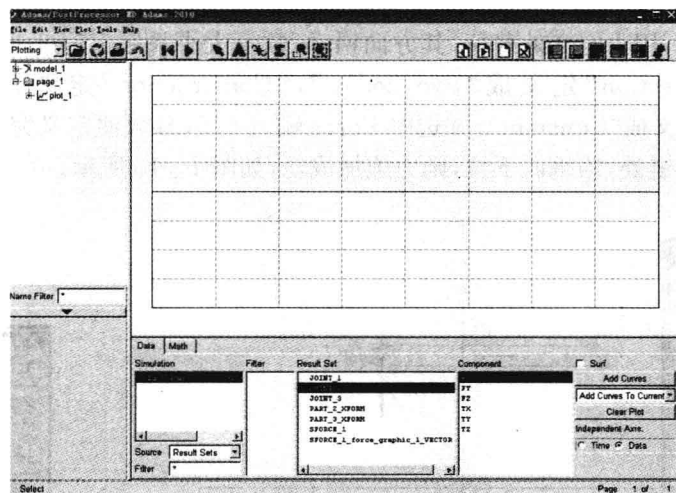 Adams/PostProcessor MD Adams 2010
File Edit View Plot Tools Help
Plotting
model_1
page_1
plot_1
Name Filter *
Data Math
Simulation Filter Result Set Component Surf
JOINT_1
JOINT_3
PART_2_XFORM
PART_3_XFORM
SFORCE_1
SFORCE_1_force_graphic_1_VECTOR
FY
FZ
TX
TY
TZ
Add Curves
Add Curves To Current
Clear Plot
Independent Axis:
Time Data
Source Result Sets
Filter *
Select Page 1 of 1